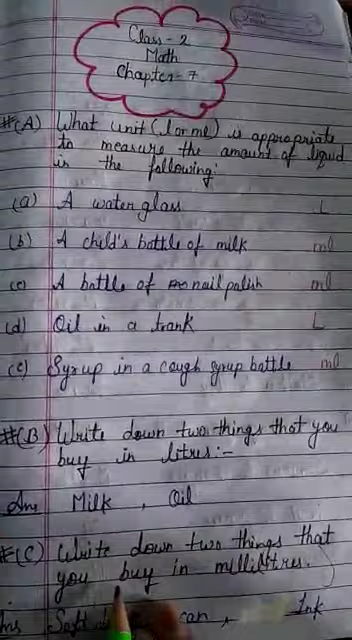 Class-2
Math
Chapter-7
#(A) What unit (l or ml) is appropriate
to measure the amount of liquid
in the following:
(a) A water glass L
(b) A child's bottle of milk ml
(c) A bottle of nail polish ml
(d) Oil in a trank L
(e) Syrup in a cough syrup bottle ml
#(B) Write down two things that you
buy in litres:-
Ans Milk, Oil
#(C) Write down two things that
you buy in millilitres.
Ans Soft can, Ink